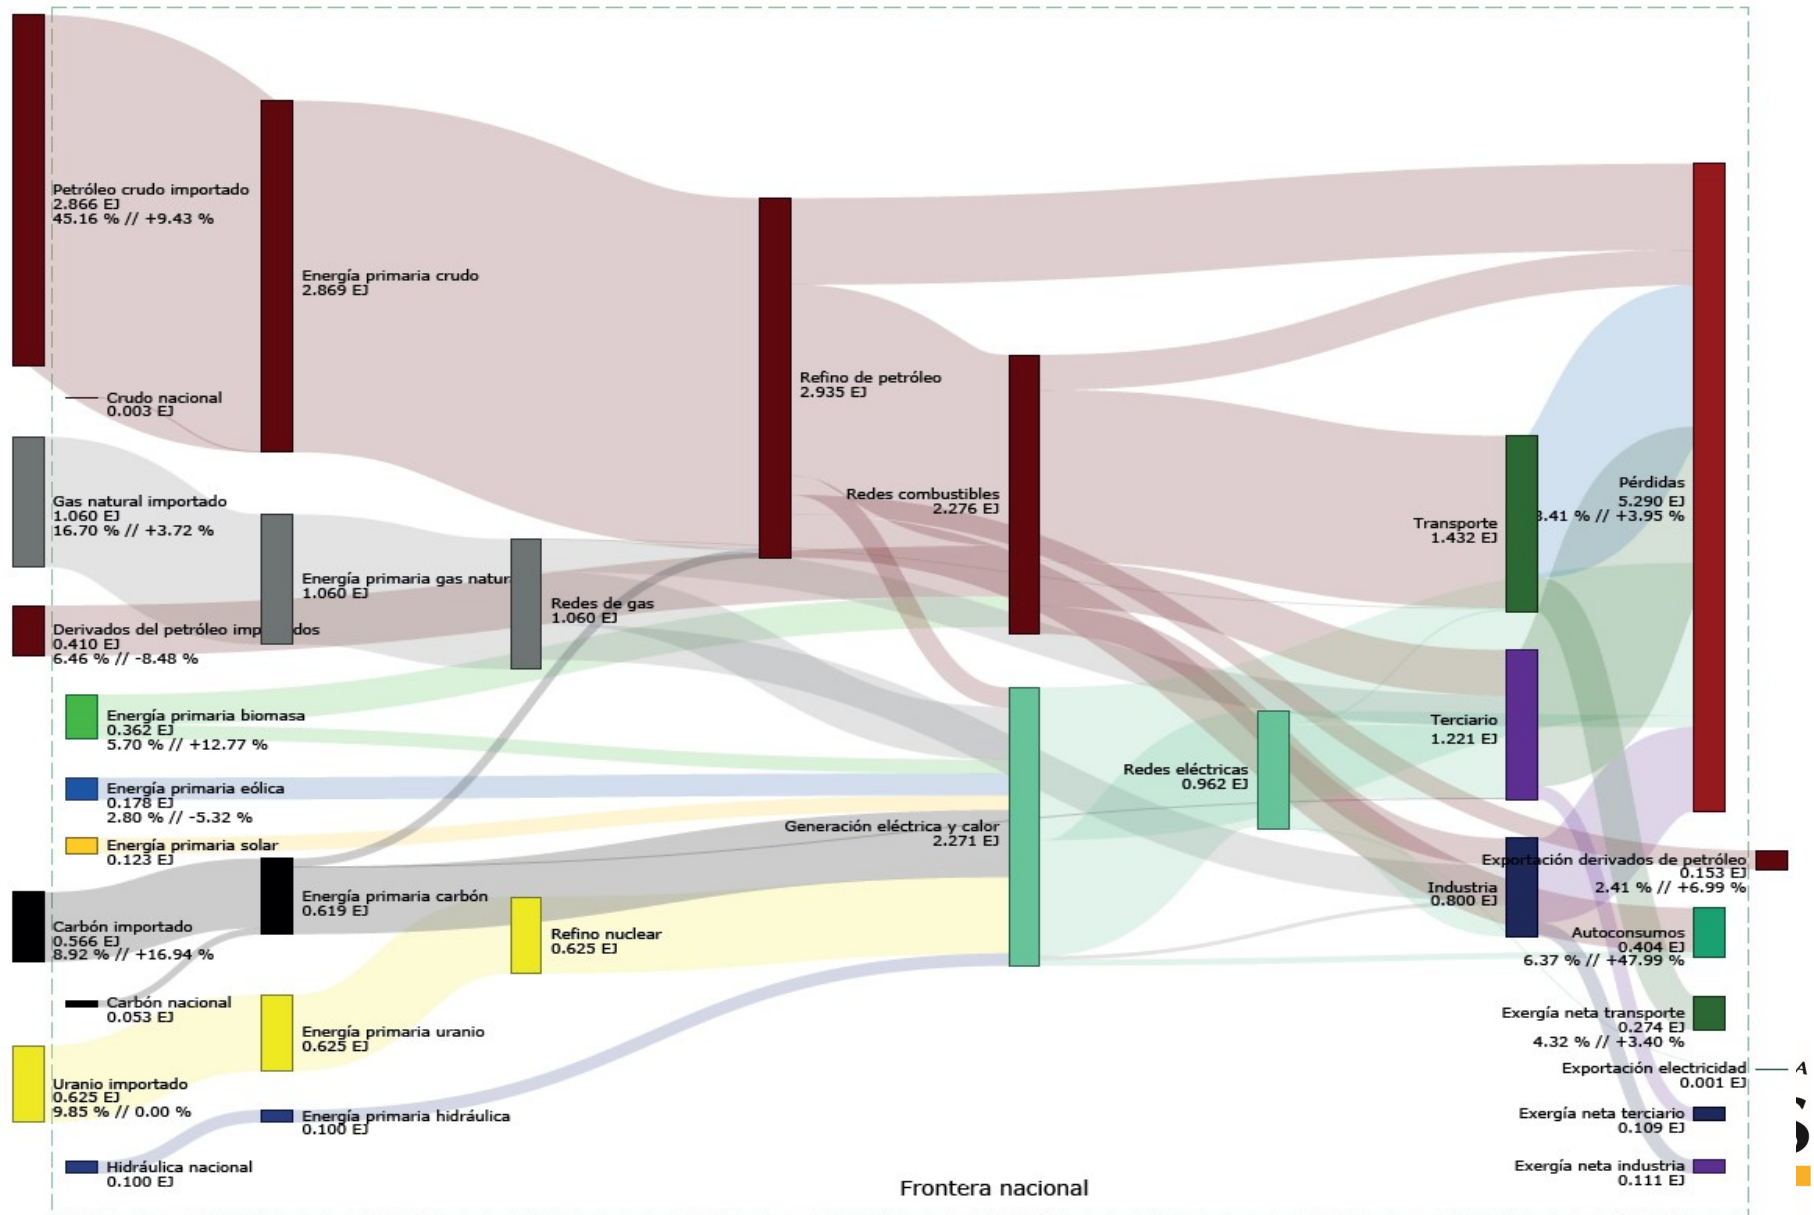 Petróleo crudo importado
2.866 EJ
45.16 % // +9.43 %
Energía primaria crudo
2.869 EJ
Crudo nacional
0.003 EJ
Refino de petróleo
2.935 EJ
Gas natural importado
1.060 EJ
16.70 % // +3.72 %
Redes combustibles
2.276 EJ
Pérdidas
5.290 EJ
3.41 % // +3.95 %
Transporte
1.432 EJ
Energía primaria gas natur
1.060 EJ
Redes de gas
1.060 EJ
Derivados del petróleo imp dos
0.410 EJ
6.46 % // -8.48 %
Energía primaria biomasa
0.362 EJ
5.70 % // +12.77 %
Terciario
1.221 EJ
Redes eléctricas
0.962 EJ
Energía primaria eólica
0.178 EJ
2.80 % // -5.32 %
Generación eléctrica y calor
2.271 EJ
Energía primaria solar
0.123 EJ
Exportación derivados de petróleo
0.153 EJ
2.41 % // +6.99 %
Industria
0.800 EJ
Energía primaria carbón
0.619 EJ
Carbón importado
0.566 EJ
8.92 % // +16.94 %
Refino nuclear
0.625 EJ
Autoconsumos
0.404 EJ
6.37 % // +47.99 %
Carbón nacional
0.053 EJ
Exergía neta transporte
0.274 EJ
4.32 % // +3.40 %
Energía primaria uranio
0.625 EJ
Exportación electricidad
0.001 EJ
Uranio importado
0.625 EJ
9.85 % // 0.00 %
Energía primaria hidráulica
0.100 EJ
Exergía neta terciario
0.109 EJ
Hidráulica nacional
0.100 EJ
Exergía neta industria
0.111 EJ
Frontera nacional